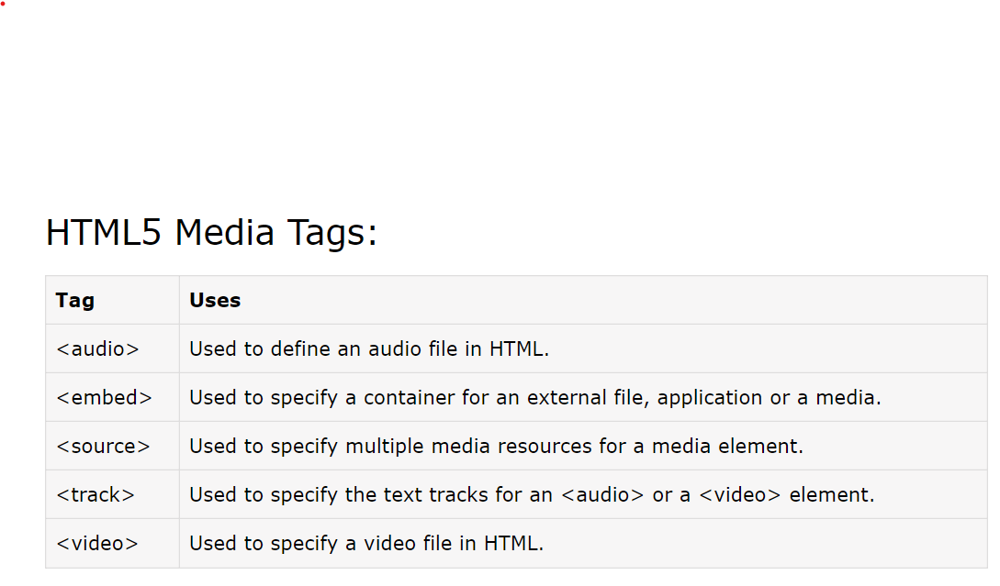 HTML5 Media Tags:
Tag Uses
<audio> Used to define an audio file in HTML.
<embed> Used to specify a container for an external file, application or a media.
<source> Used to specify multiple media resources for a media element.
<track> Used to specify the text tracks for an <audio> or a <video> element.
<video> Used to specify a video file in HTML.